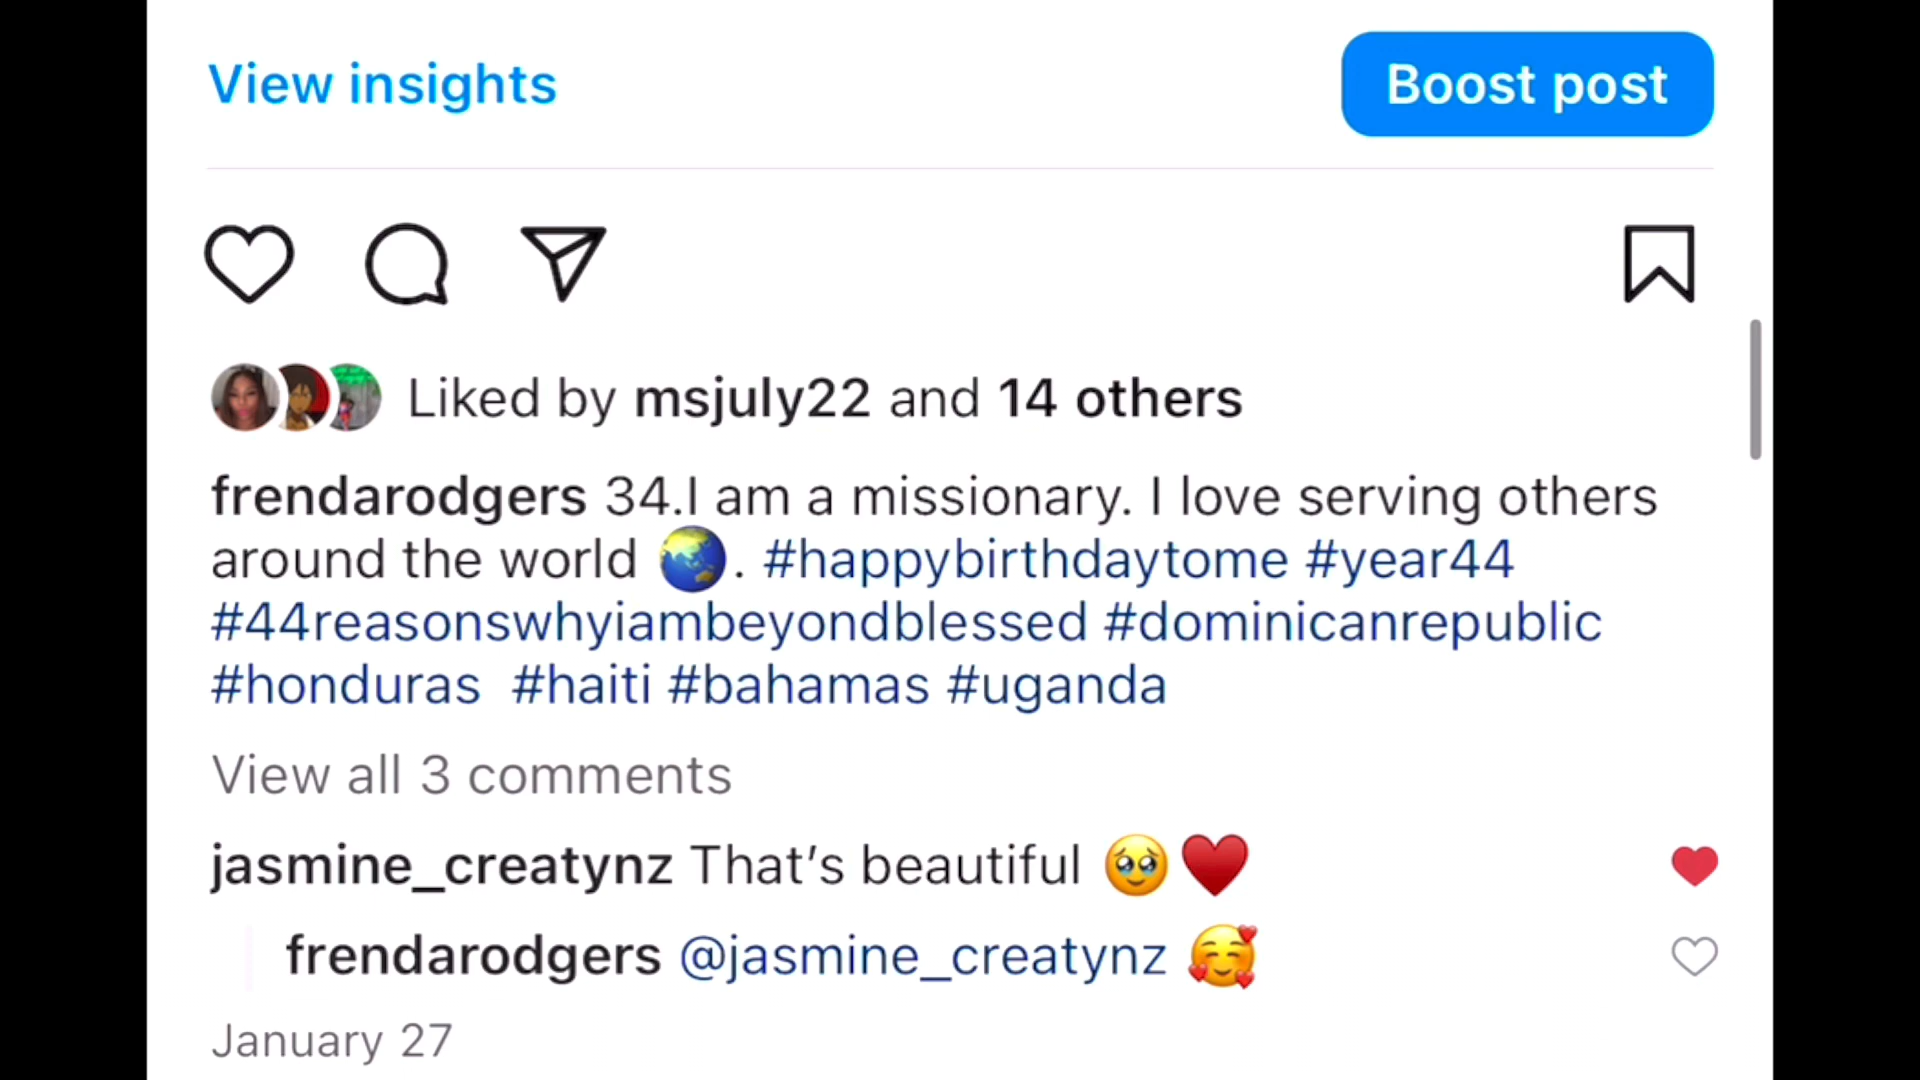 View insights
Boost post
Liked by msjuly22 and 14 others
frendarodgers 34.I am a missionary. I love serving others
around the world 🌏. #happybirthdaytome #year44
#44reasonswhyiambeyondblessed #dominicanrepublic
#honduras #haiti #bahamas #uganda
View all 3 comments
jasmine_creatynz That’s beautiful 🥹♥️
frendarodgers @jasmine_creatynz 🥰
January 27